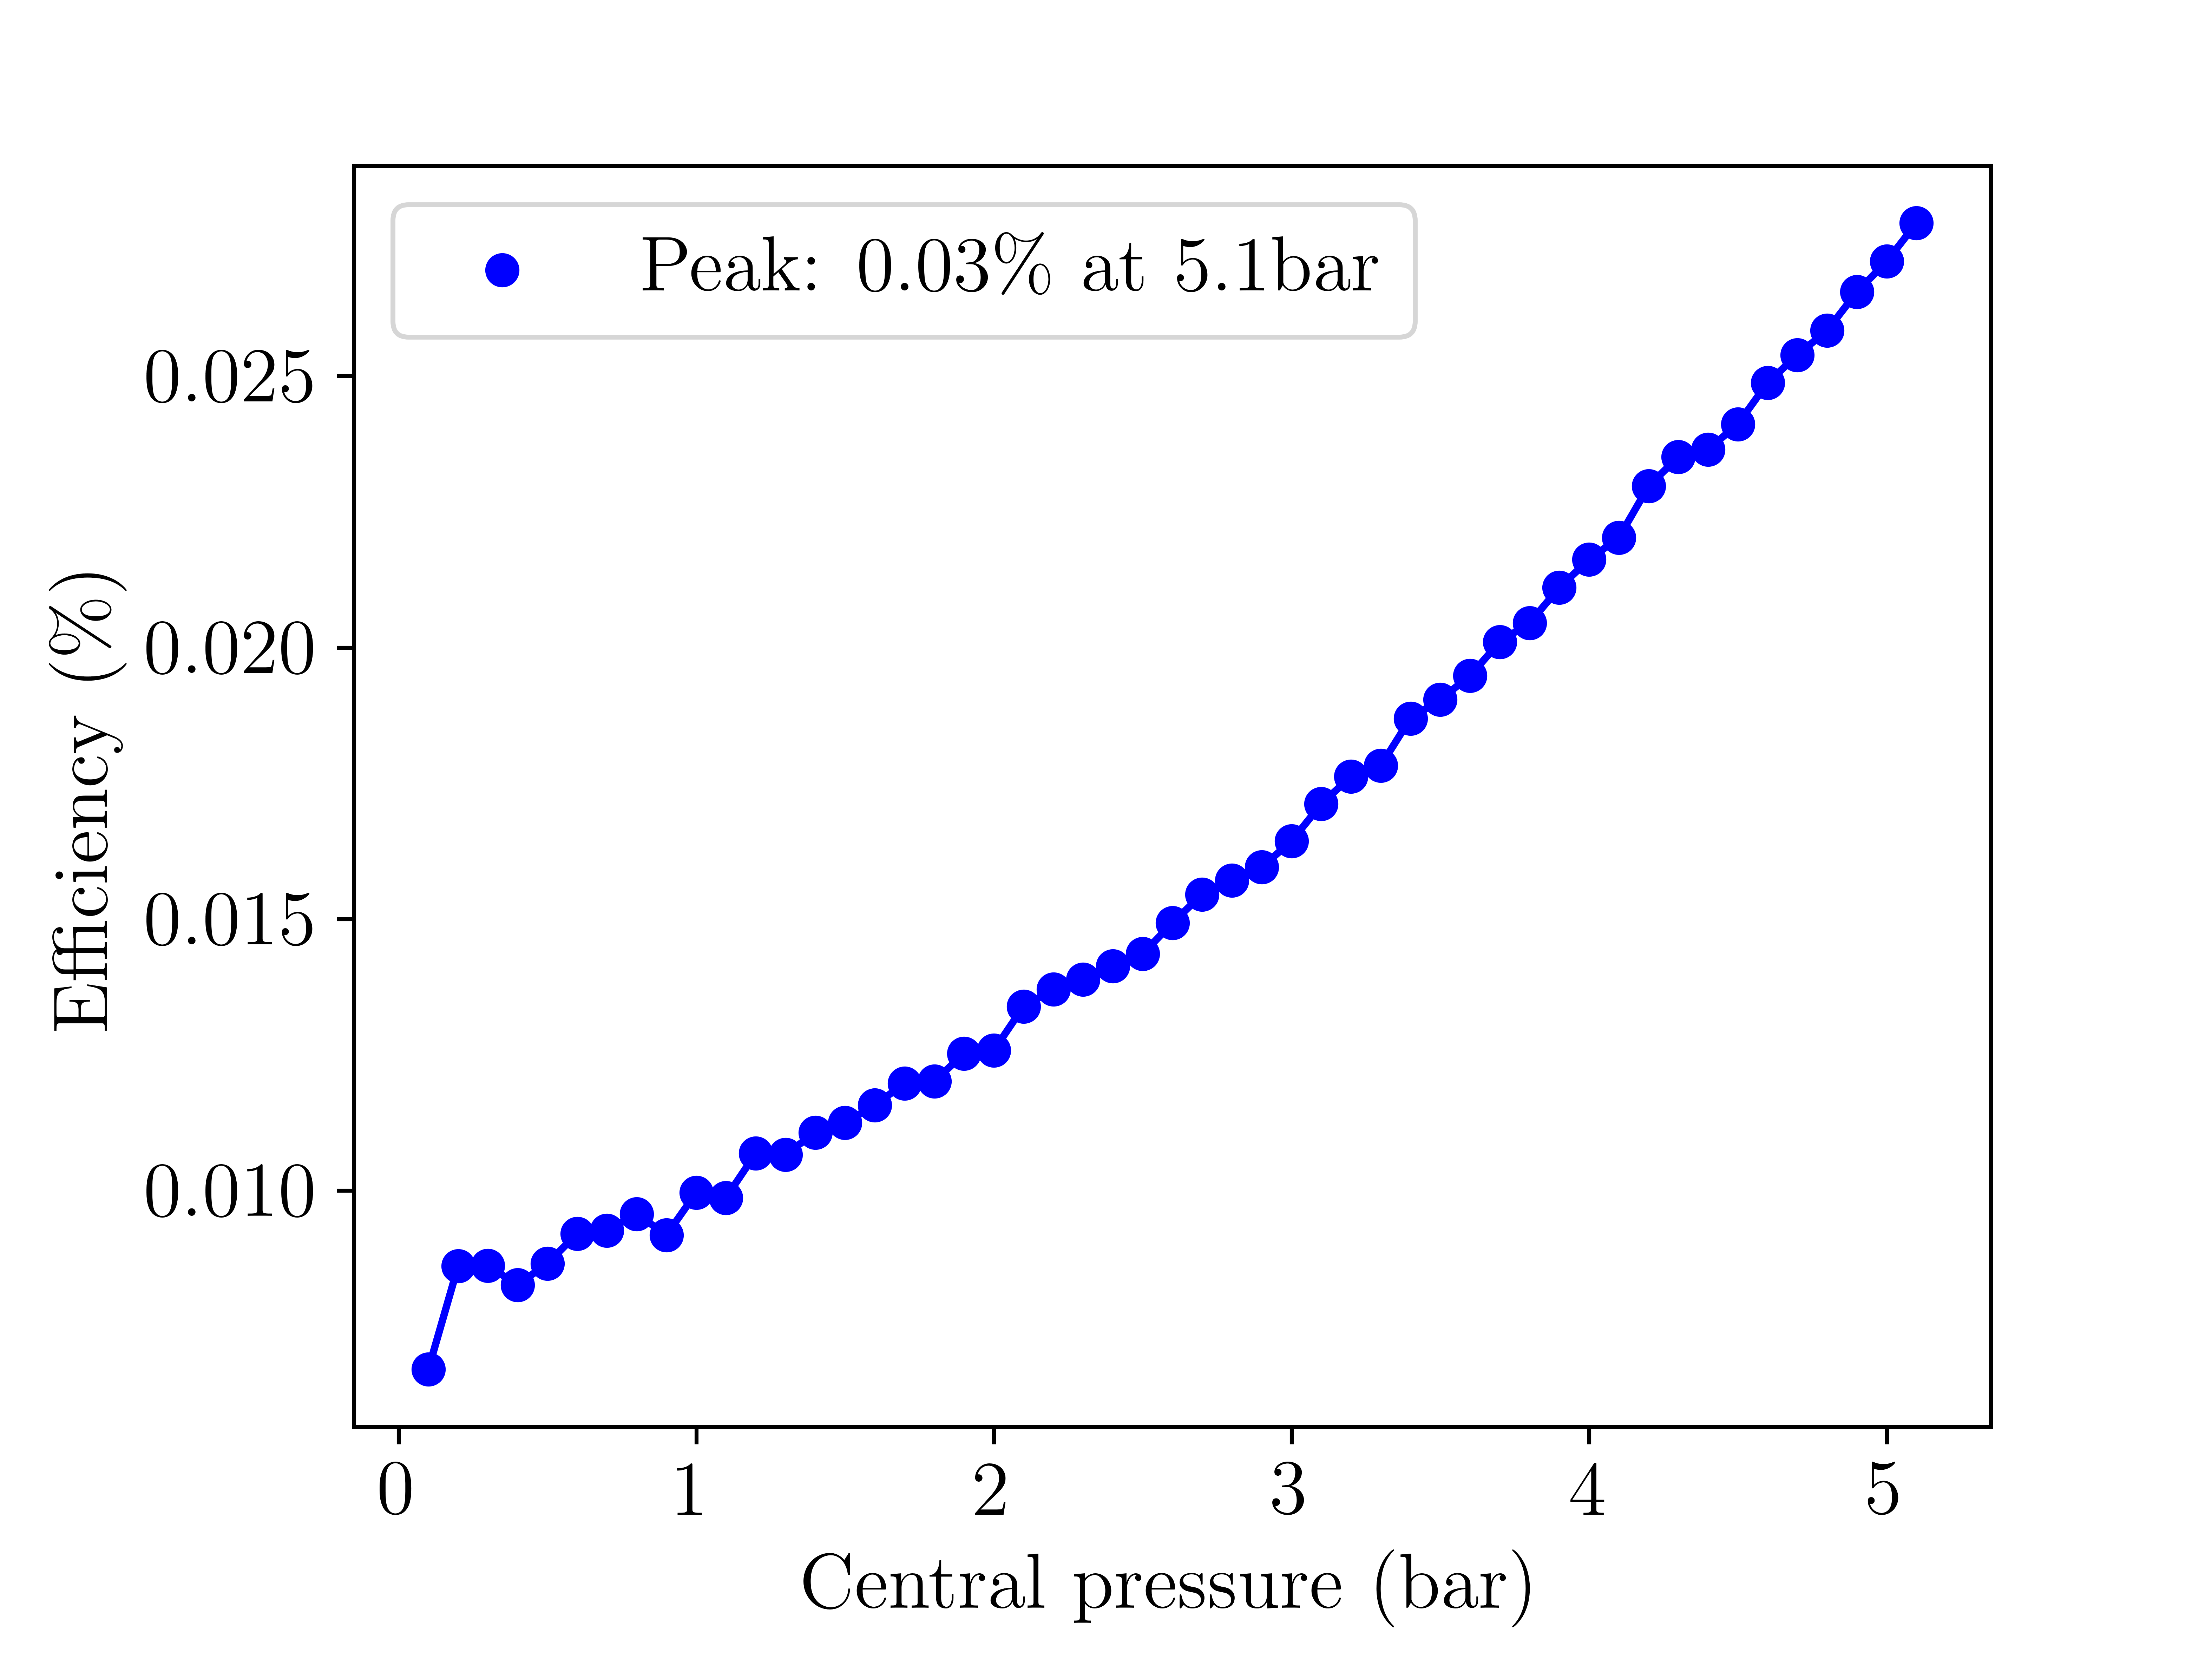 Peak: 0.03% at 5.1bar
Efficiency (%)
0.025
0.020
0.015
0.010
0 1 2 3 4 5
Central pressure (bar)